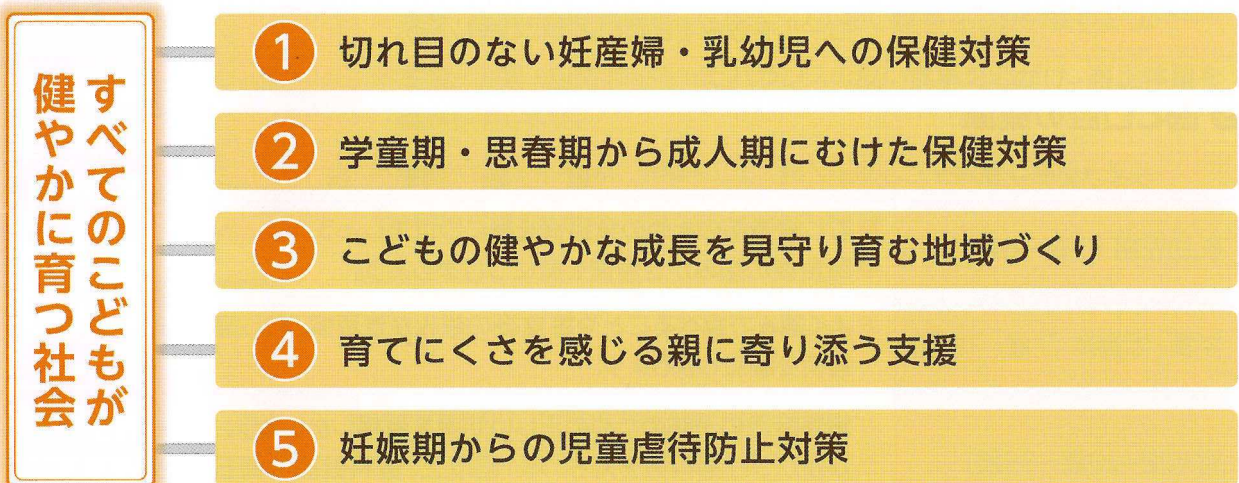 すべてのこどもが
健やかに育つ社会
1 切れ目のない妊産婦・乳幼児への保健対策
2 学童期・思春期から成人期にむけた保健対策
3 こどもの健やかな成長を見守り育む地域づくり
4 育てにくさを感じる親に寄り添う支援
5 妊娠期からの児童虐待防止対策